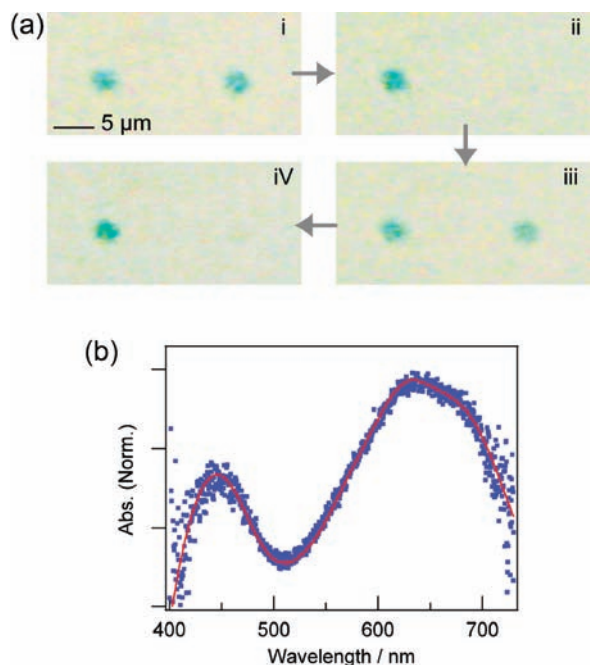 (a)
i
ii
5 μm
iV
iii
(b)
Abs. (Norm.)
400 500 600 700
Wavelength / nm